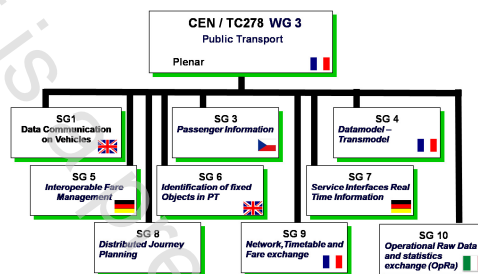 CEN / TC278 WG 3
Public Transport
Plenar
SG1
Data Communication
on Vehicles
SG 3
Passenger Information
SG 4
Datamodel –
Transmodel
SG 5
Interoperable Fare
Management
SG 6
Identification of fixed
Objects in PT
SG 7
Service Interfaces Real
Time Information
SG 8
Distributed Journey
Planning
SG 9
Network,Timetable and
Fare exchange
SG 10
Operational Raw Data
and statistics
exchange (OpRa)
is a pre